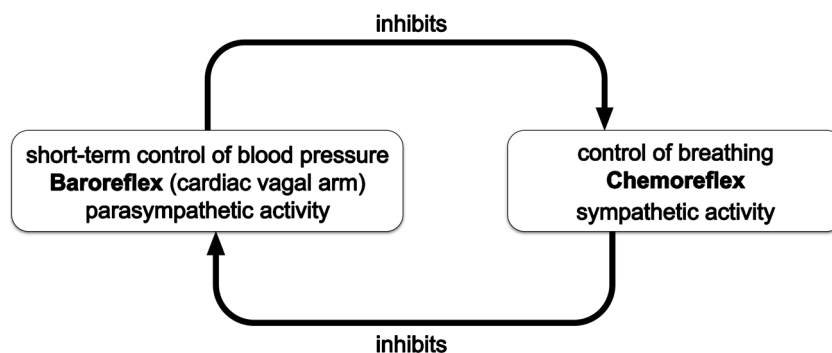 inhibits
short-term control of blood pressure
Baroreflex (cardiac vagal arm)
parasympathetic activity
control of breathing
Chemoreflex
sympathetic activity
inhibits